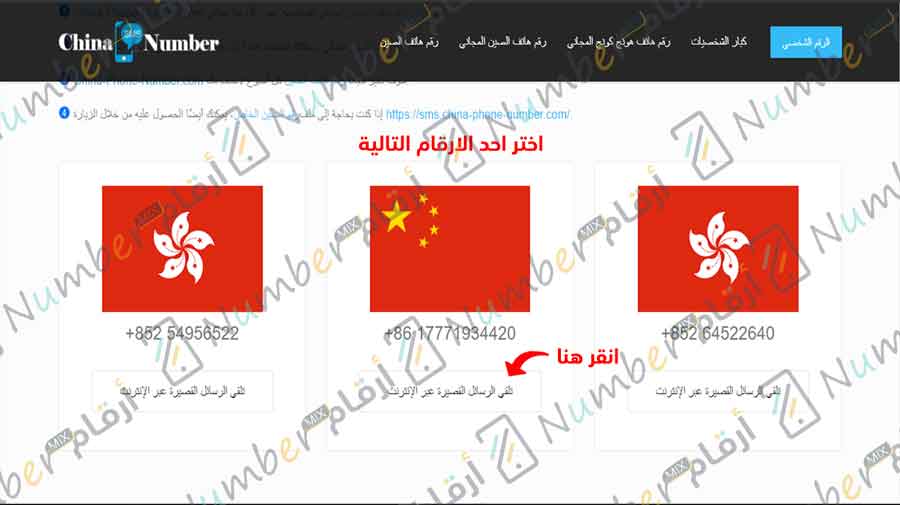 China SMS Number
الرقم الشخصي
كبار الشخصيات
رقم هاتف هونج كونج المجاني
رقم هاتف الصين المجاني
رقم هاتف الصين
China-Phone-Number.com
4 إذا كنت بحاجة إلى يمكنك أيضًا الحصول عليه من خلال الزيارة https://sms.china-phone-number.com/.
اختر احد الارقام التالية
+852 54956522
+86 17771934420
+852 64522640
انقر هنا
تلقي الرسائل القصيرة عبر الإنترنت
تلقي الرسائل القصيرة عبر الإنترنت
تلقي الرسائل القصيرة عبر الإنترنت
أرقام Number MIX